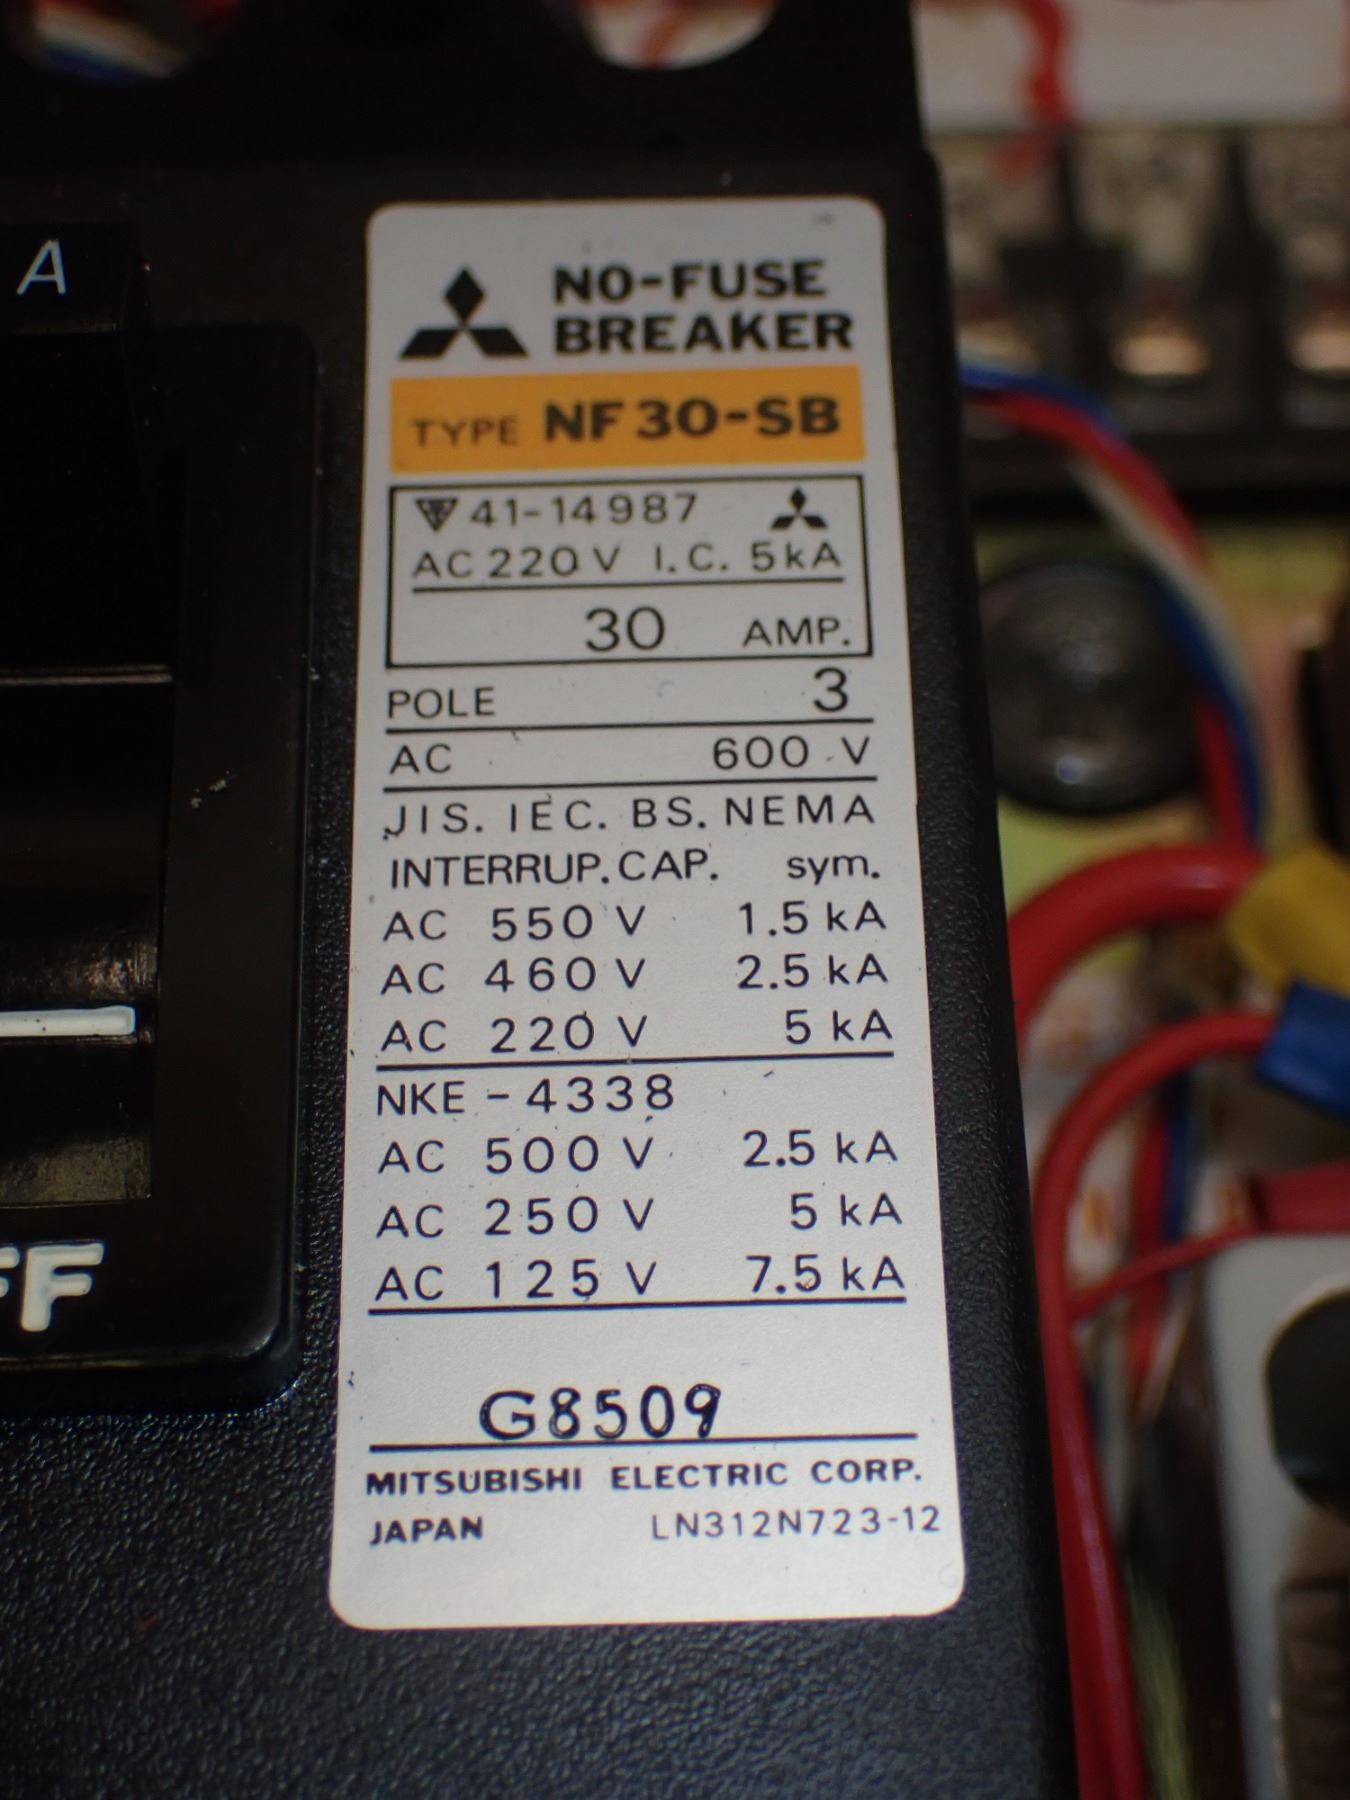 A
NO-FUSE
BREAKER
TYPE NF30-SB
41-14987
AC 220V I.C. 5kA
30 AMP.
POLE 3
AC 600 V
JIS. IEC. BS. NEMA
INTERRUP. CAP. sym.
AC 550 V 1.5 kA
AC 460 V 2.5 kA
AC 220 V 5 kA
NKE - 4338
AC 500 V 2.5 kA
AC 250 V 5 kA
AC 125 V 7.5 kA
FF
G8509
MITSUBISHI ELECTRIC CORP.
JAPAN LN312N723-12